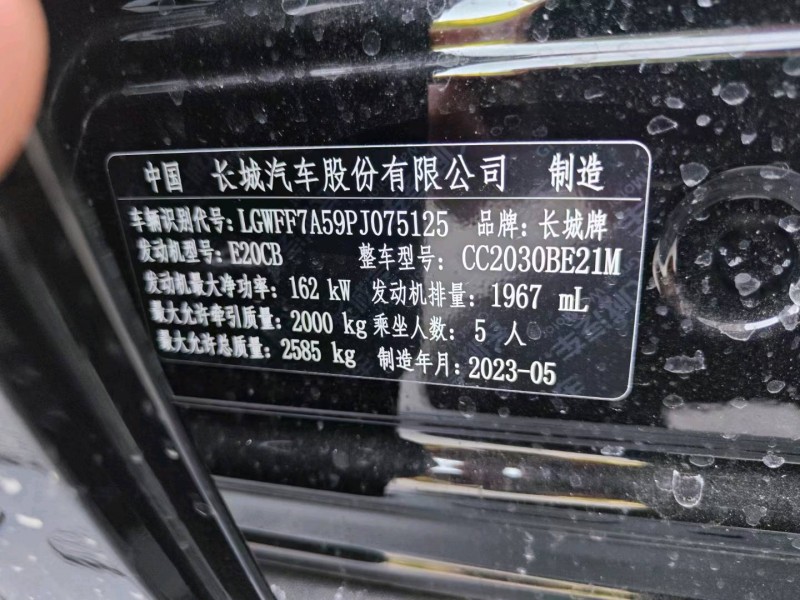 中国 长城汽车股份有限公司 制造
车辆识别代号:LGWFF7A59PJ075125 品牌:长城牌
发动机型号:E20CB 整车型号:CC2030BE21M
发动机最大净功率:162 kW 发动机排量:1967 mL
最大允许牵引质量:2000 kg 乘坐人数:5 人
最大允许总质量:2585 kg 制造年月:2023-05